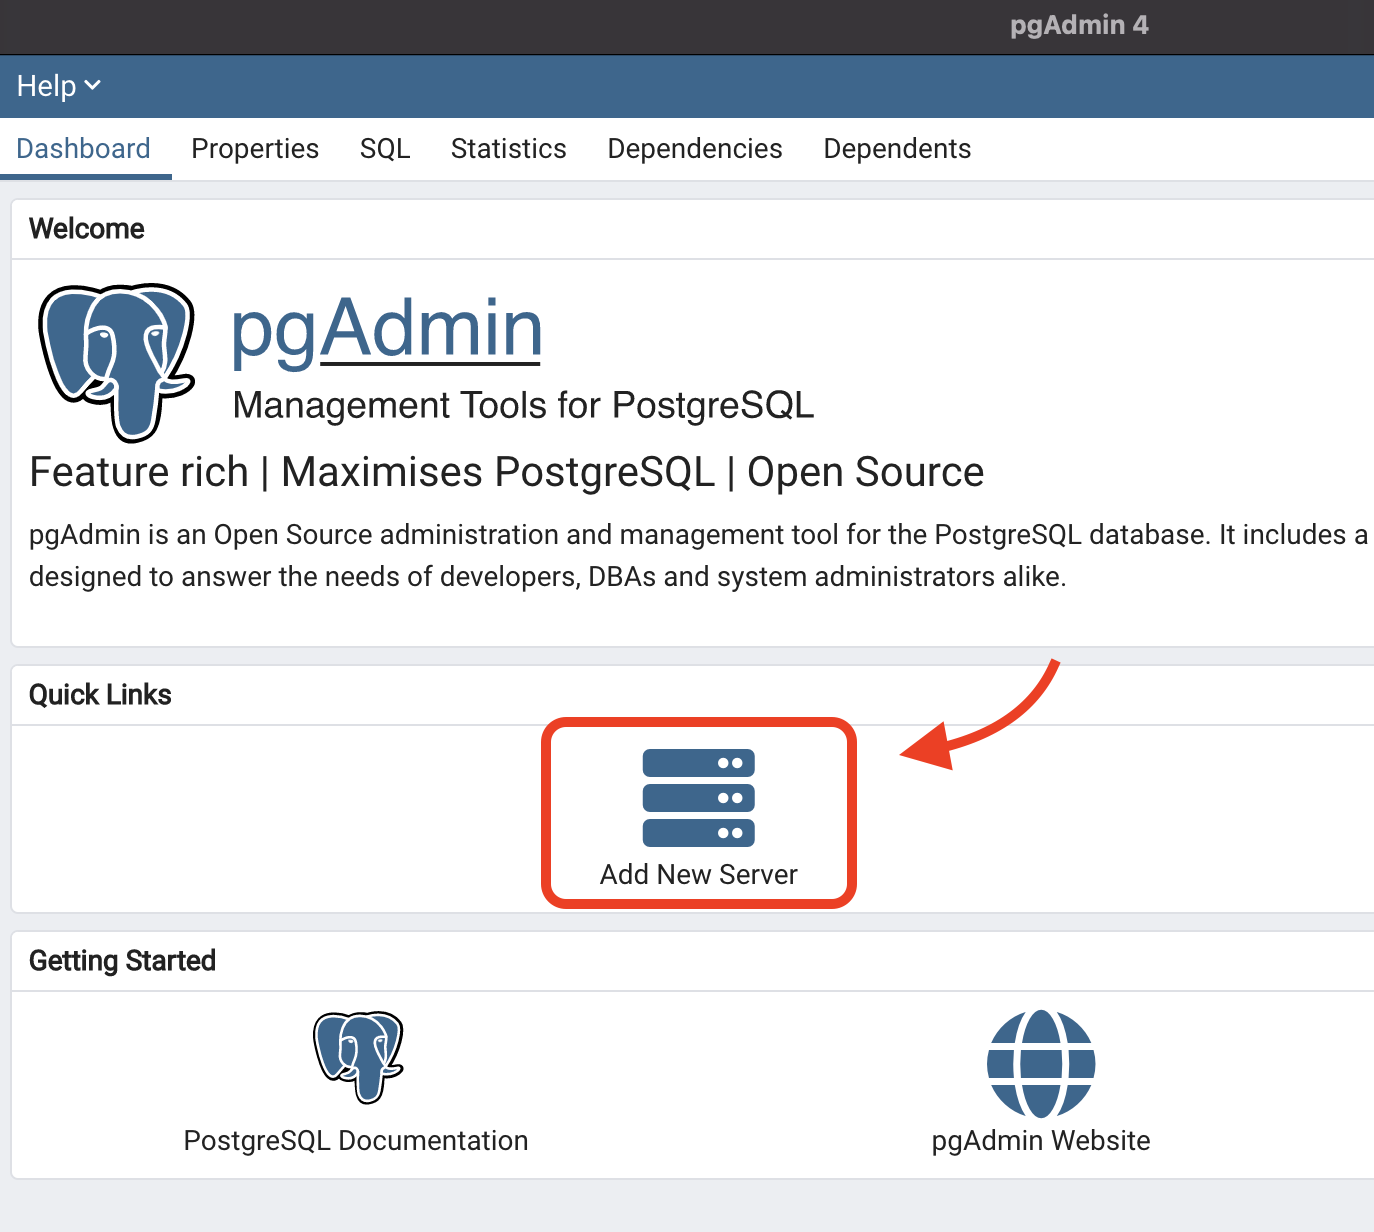 pgAdmin 4
Help
Dashboard Properties SQL Statistics Dependencies Dependents
Welcome
pgAdmin
Management Tools for PostgreSQL
Feature rich | Maximises PostgreSQL | Open Source
pgAdmin is an Open Source administration and management tool for the PostgreSQL database. It includes a
designed to answer the needs of developers, DBAs and system administrators alike.
Quick Links
Add New Server
Getting Started
PostgreSQL Documentation pgAdmin Website